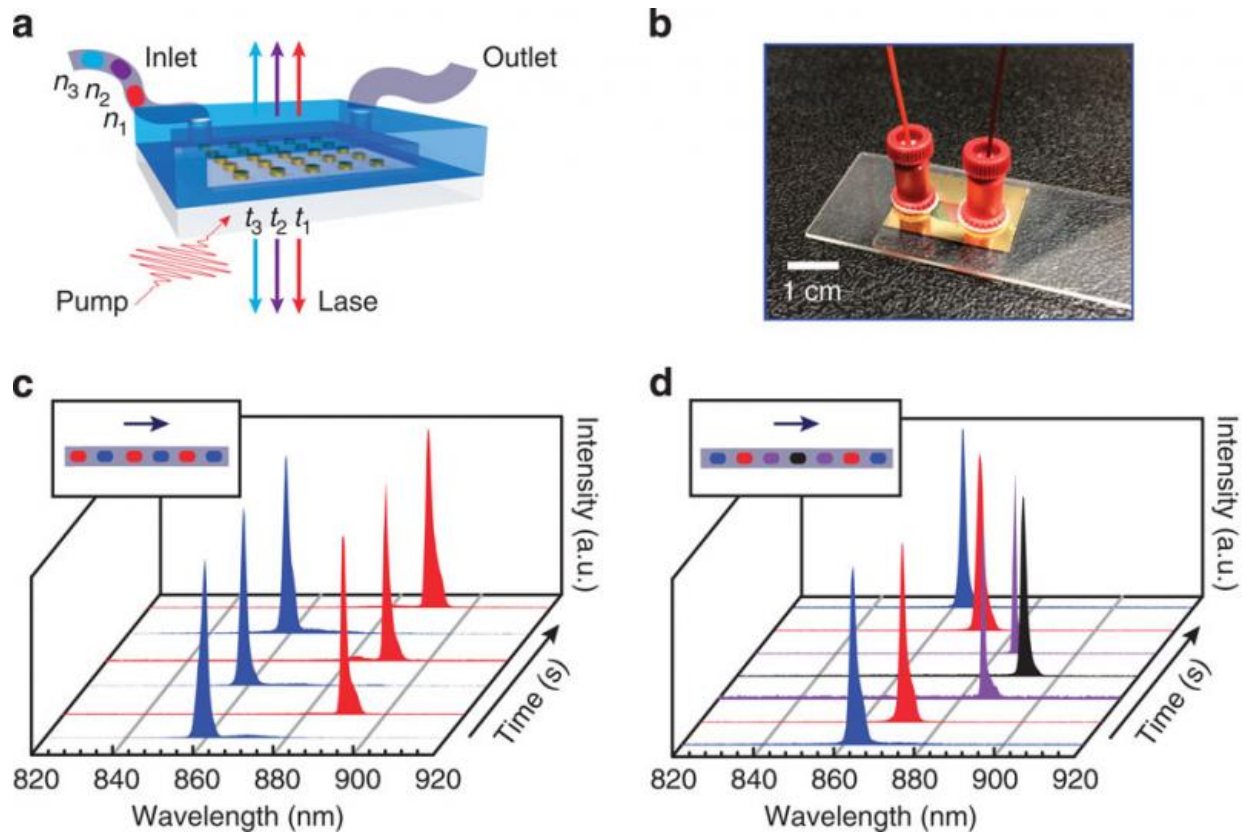 a
Inlet
Outlet
n3 n2
n1
t3 t2 t1
Pump
Lase
b
1 cm
c
Intensity (a.u.)
Time (s)
820 840 860 880 900 920
Wavelength (nm)
d
Intensity (a.u.)
Time (s)
820 840 860 880 900 920
Wavelength (nm)